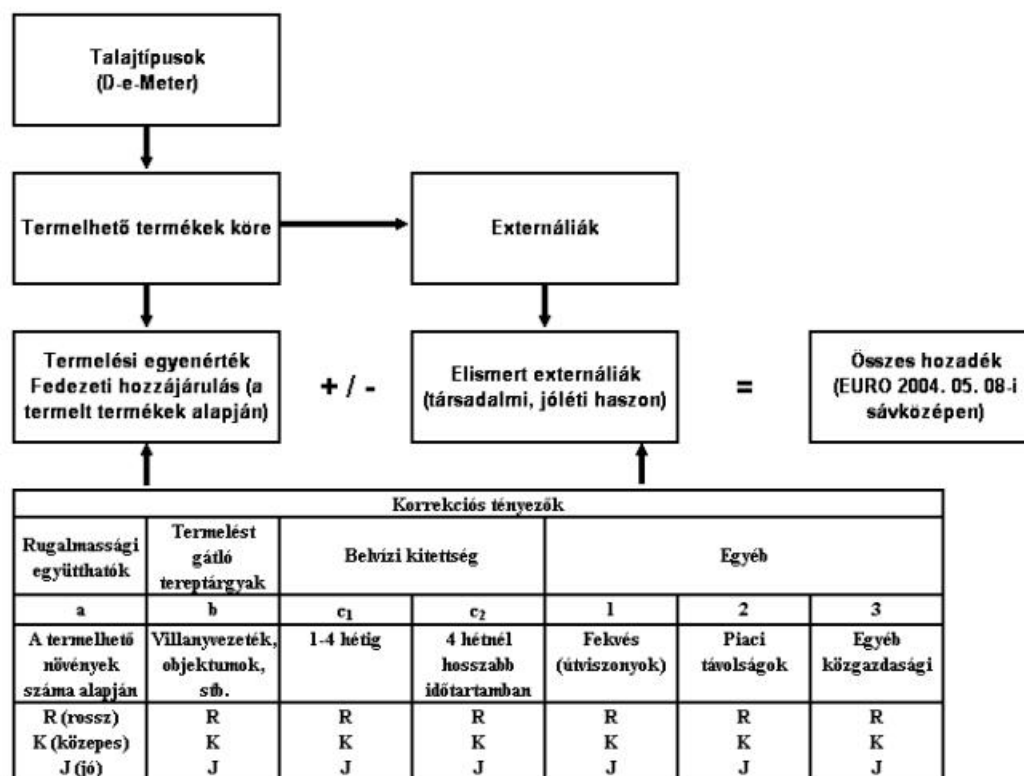 Talajtípusok
(D-e-Meter)
Termelhető termékek köre
Externáliák
Termelési egyenérték
Fedezeti hozzájárulás (a
termelt termékek alapján)
+ / -
Elismert externáliák
(társadalmi, jóléti haszon)
=
Összes hozadék
(EURO 2004. 05. 08-i
sávközépen)
Korrekciós tényezők
Rugalmassági
együtthatók
Termelést
gátló
tereptárgyak
Belvízi kitettség
Egyéb
a
b
c1
c2
1
2
3
A termelhető
növények
száma alapján
Villanyvezeték,
objektumok,
stb.
1-4 hétig
4 hétnél
hosszabb
időtartamban
Fekvés
(útviszonyok)
Piaci
távolságok
Egyéb
közgazdasági
R (rossz)
K (közepes)
J (jó)
R
K
J
R
K
J
R
K
J
R
K
J
R
K
J
R
K
J